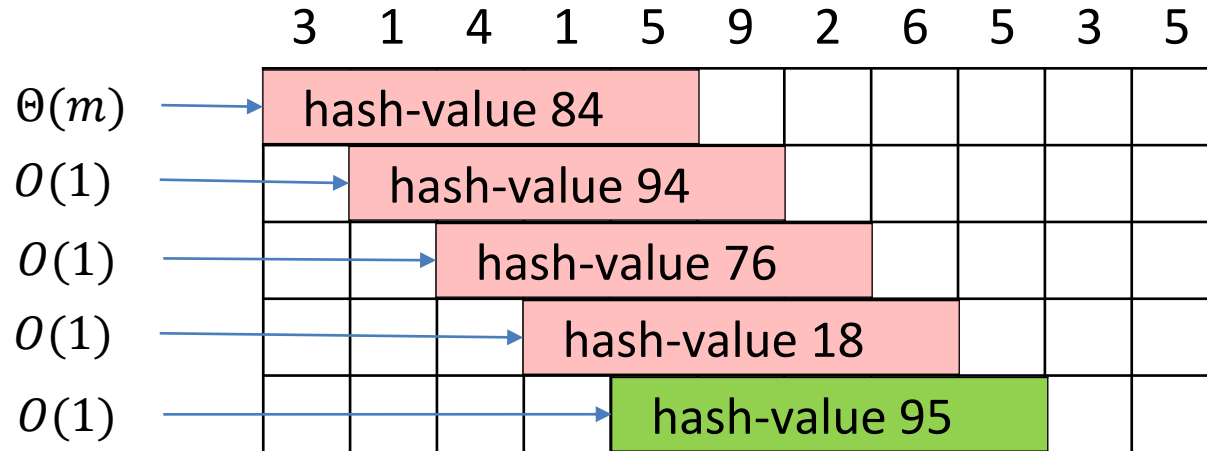 3 1 4 1 5 9 2 6 5 3 5
Θ(m) hash-value 84
O(1) hash-value 94
O(1) hash-value 76
O(1) hash-value 18
O(1) hash-value 95